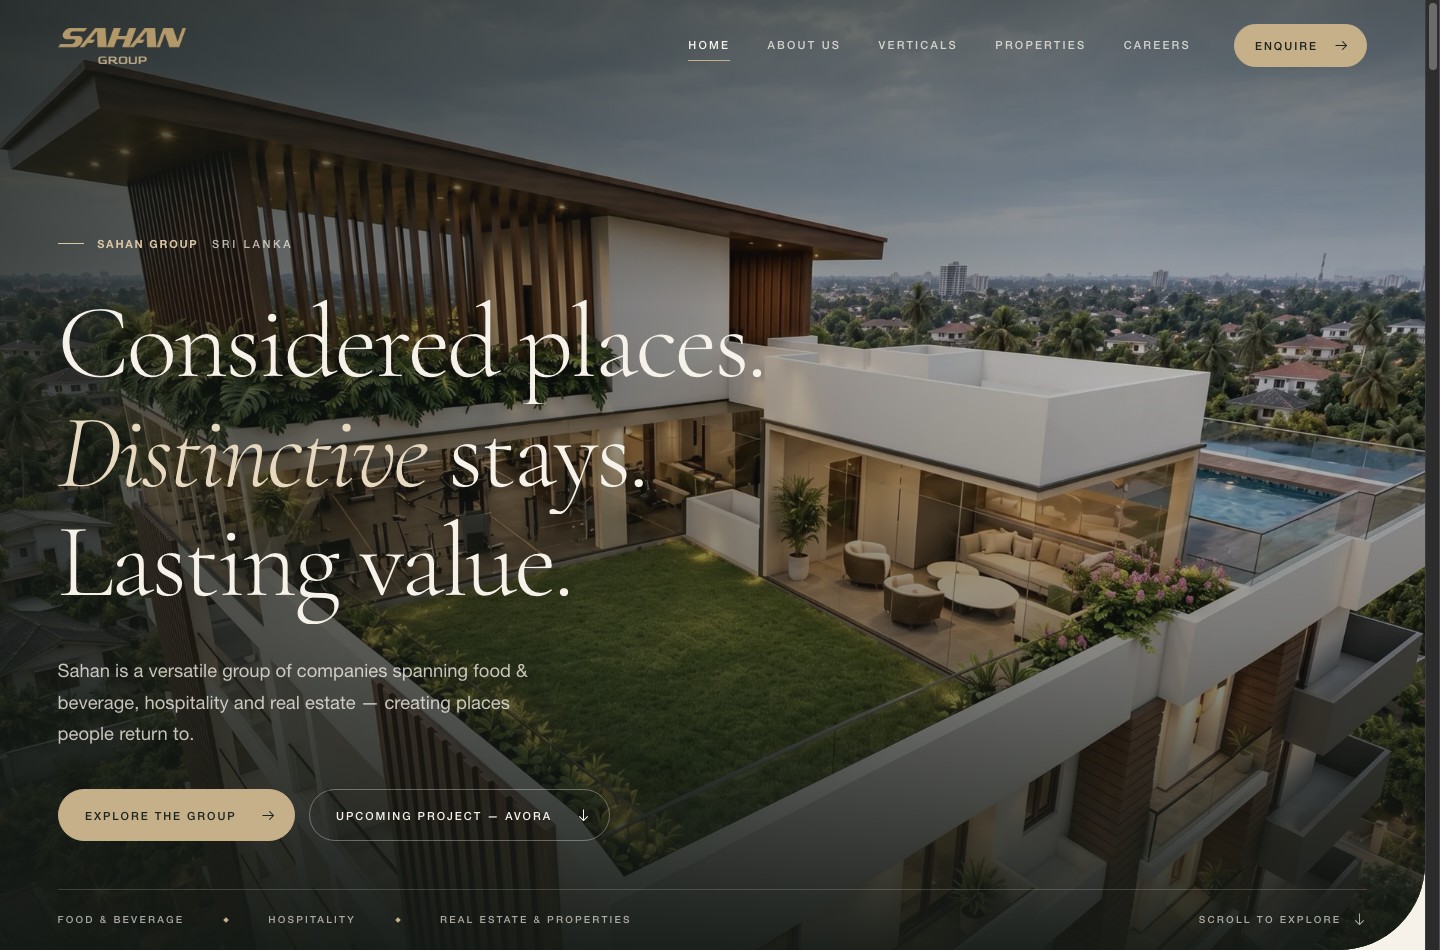 SAHAN
GROUP
HOME
ABOUT US
VERTICALS
PROPERTIES
CAREERS
ENQUIRE →
SAHAN GROUP SRI LANKA
Considered places.
Distinctive stays.
Lasting value.
Sahan is a versatile group of companies spanning food &
beverage, hospitality and real estate — creating places
people return to.
EXPLORE THE GROUP →
UPCOMING PROJECT — AVORA ↓
FOOD & BEVERAGE
HOSPITALITY
REAL ESTATE & PROPERTIES
SCROLL TO EXPLORE ↓